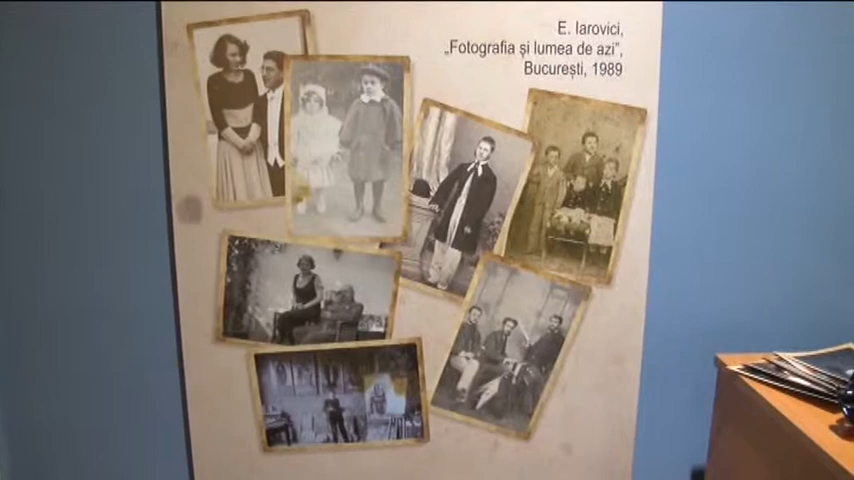 E. Iarovici,
„Fotografia și lumea de azi”,
București, 1989